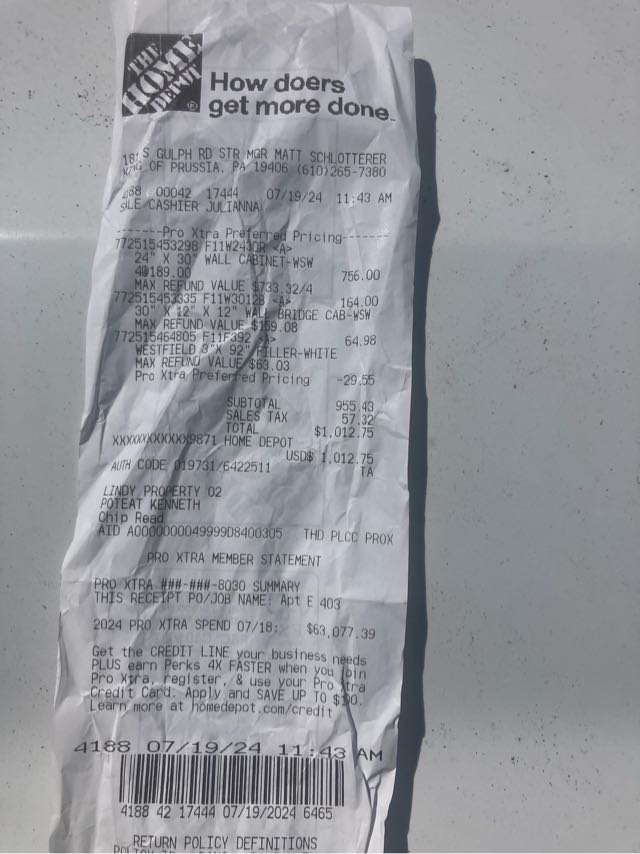 THE
HOME
DEPOT
®
How doers
get more done.
S GULPH RD STR MGR MATT SCHLOTTERER
OF PRUSSIA, PA 19406 (610)265-7380
00042 17444 07/19/24 11:43 AM
SALE CASHIER JULIANNA
-------Pro Xtra Preferred Pricing-------
772515453298 F11W2430R <A>
24" X 30" WALL CABINET-WSW
4@189.00 756.00
MAX REFUND VALUE $733.32/4
772515453335 F11W3012B <A> 164.00
30" X 12" X 12" WALL BRIDGE CAB-WSW
MAX REFUND VALUE $159.08
772515464805 F11F392 <A> 64.98
WESTFIELD 3"X 92" FILLER-WHITE
MAX REFUND VALUE $63.03
Pro Xtra Preferred Pricing -29.55
SUBTOTAL 955.43
SALES TAX 57.32
TOTAL $1,012.75
XXXXXXXXXXXX9871 HOME DEPOT
USD$ 1,012.75
AUTH CODE 019731/6422511 TA
LINDY PROPERTY 02
POTEAT KENNETH
Chip Read
AID A0000000049999D8400305 THD PLCC PROX
PRO XTRA MEMBER STATEMENT
PRO XTRA ###-###-8030 SUMMARY
THIS RECEIPT PO/JOB NAME: Apt E 403
2024 PRO XTRA SPEND 07/18: $63,077.39
Get the CREDIT LINE your business needs
PLUS earn Perks 4X FASTER when you join
Pro Xtra, register, & use your Pro Xtra
Credit Card. Apply and SAVE UP TO
Learn more at homedepot.com/credit
4188 07/19/24 11:43 AM
4188 42 17444 07/19/2024 6465
RETURN POLICY DEFINITIONS